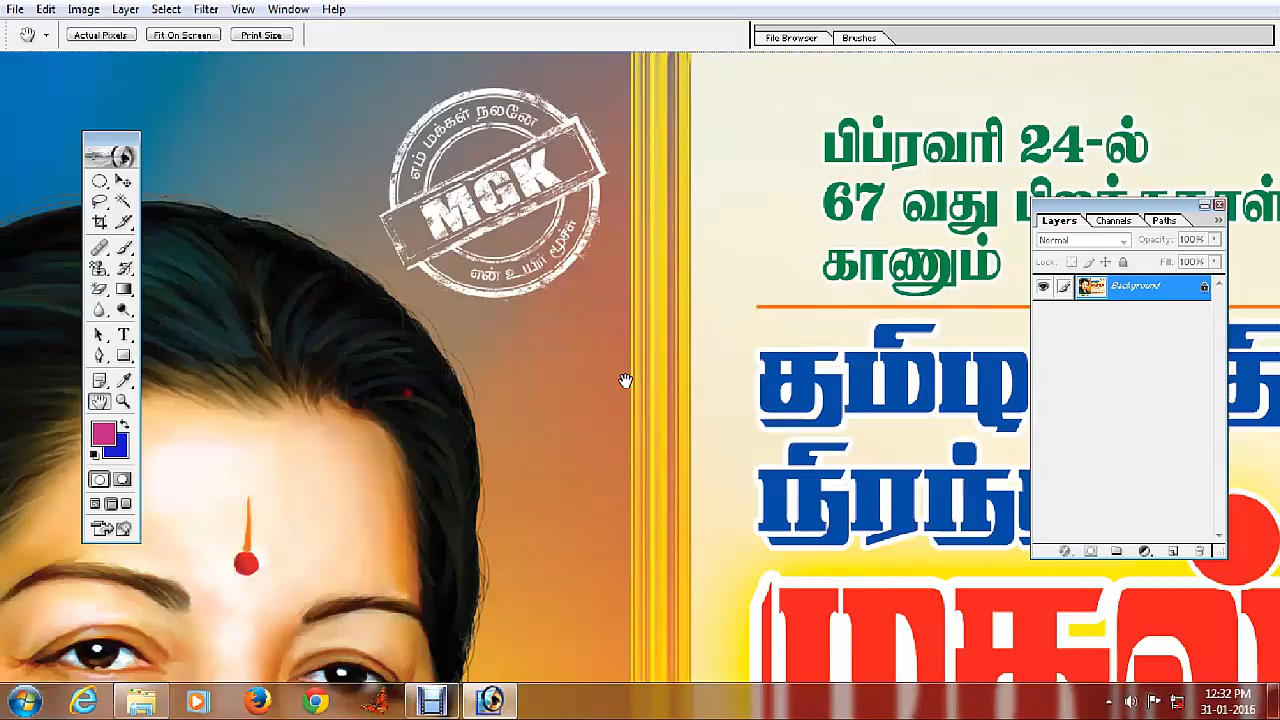 File Edit Image Layer Select Filter View Window Help
Actual Pixels Fit On Screen Print Size File Browser Brushes
எம் மக்கள் நலனே
MGK
என் உயிர் மூச்சு
பிப்ரவரி 24-ல்
67 வது
காணும்
Layers Channels Paths
Normal Opacity: 100%
Lock: Fill: 100%
Background
மகள்
12:32 PM
31-01-2016